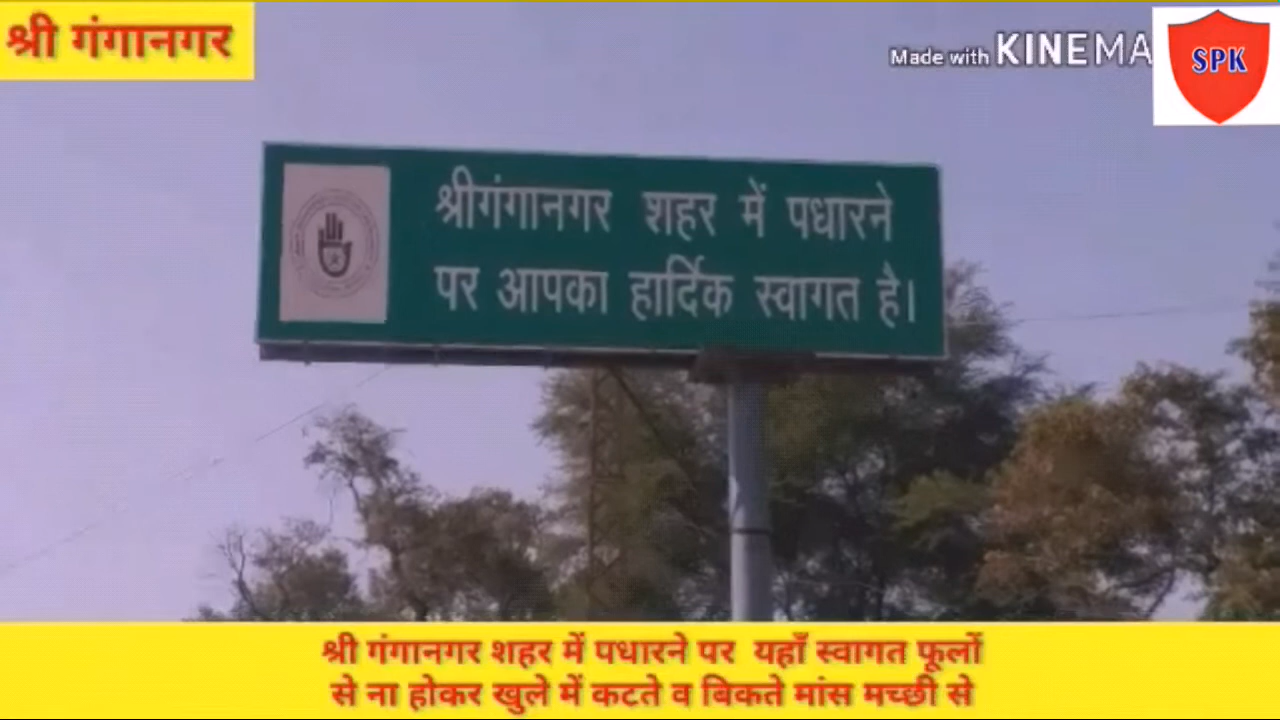 श्री गंगानगर
Made with KINEMA
SPK
श्रीगंगानगर शहर में पधारने
पर आपका हार्दिक स्वागत है।
श्री गंगानगर शहर में पधारने पर यहाँ स्वागत फूलों
से ना होकर खुले में कटते व बिकते मांस मच्छी से